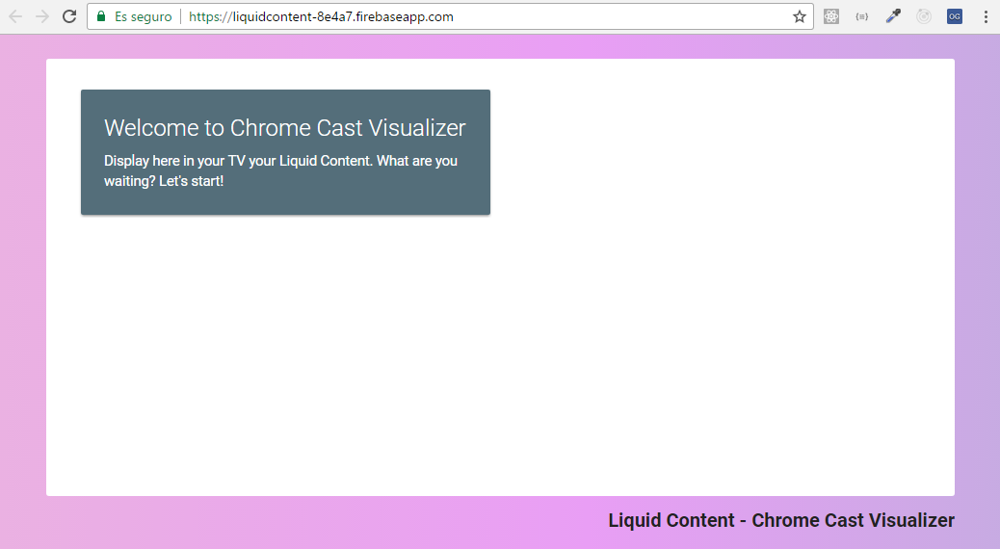 Es seguro
https://liquidcontent-8e4a7.firebaseapp.com
{≡}
OG
Welcome to Chrome Cast Visualizer
Display here in your TV your Liquid Content. What are you
waiting? Let's start!
Liquid Content - Chrome Cast Visualizer